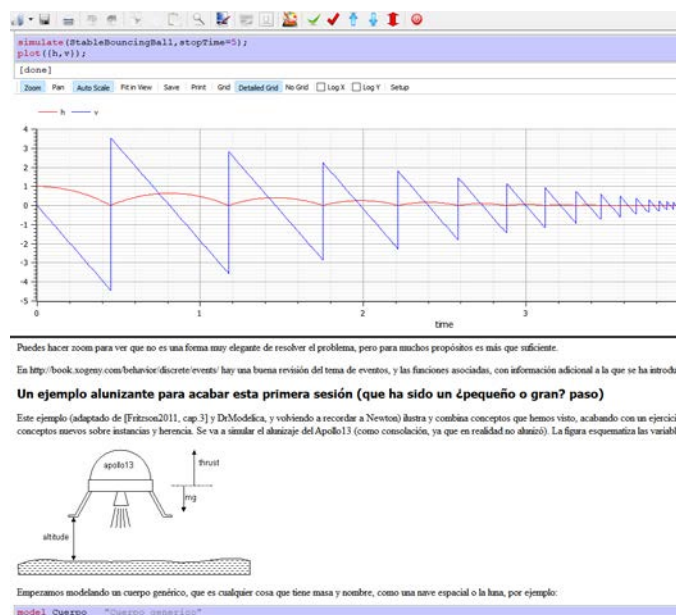 simulate(StableBouncingBall,stopTime=5);
plot({h,v});
[done]
Zoom Pan Auto Scale Fit in View Save Print Grid Detailed Grid No Grid Log X Log Y Setup
h v
4
3
2
1
0
-1
-2
-3
-4
-5
0 1 2 3
time
Puedes hacer zoom para ver que no es una forma muy elegante de resolver el problema, pero para muchos propósitos es más que suficiente.
En http://book.xogeny.com/behavior/discrete/events/ hay una buena revisión del tema de eventos, y las funciones asociadas, con información adicional a la que se ha introdu
Un ejemplo alunizante para acabar esta primera sesión (que ha sido un ¿pequeño o gran? paso)
Este ejemplo (adaptado de [Fritzson2011, cap.3] y DrModelica, y volviendo a recordar a Newton) ilustra y combina conceptos que hemos visto, acabando con un ejercici
conceptos nuevos sobre instancias y herencia. Se va a simular el alunizaje del Apollo13 (como consolación, ya que en realidad no alunizó). La figura esquematiza las variabl
apollo13
thrust
mg
altitude
Empezamos modelando un cuerpo genérico, que es cualquier cosa que tiene masa y nombre, como una nave espacial o la luna, por ejemplo:
model Cuerpo "Cuerpo generico"